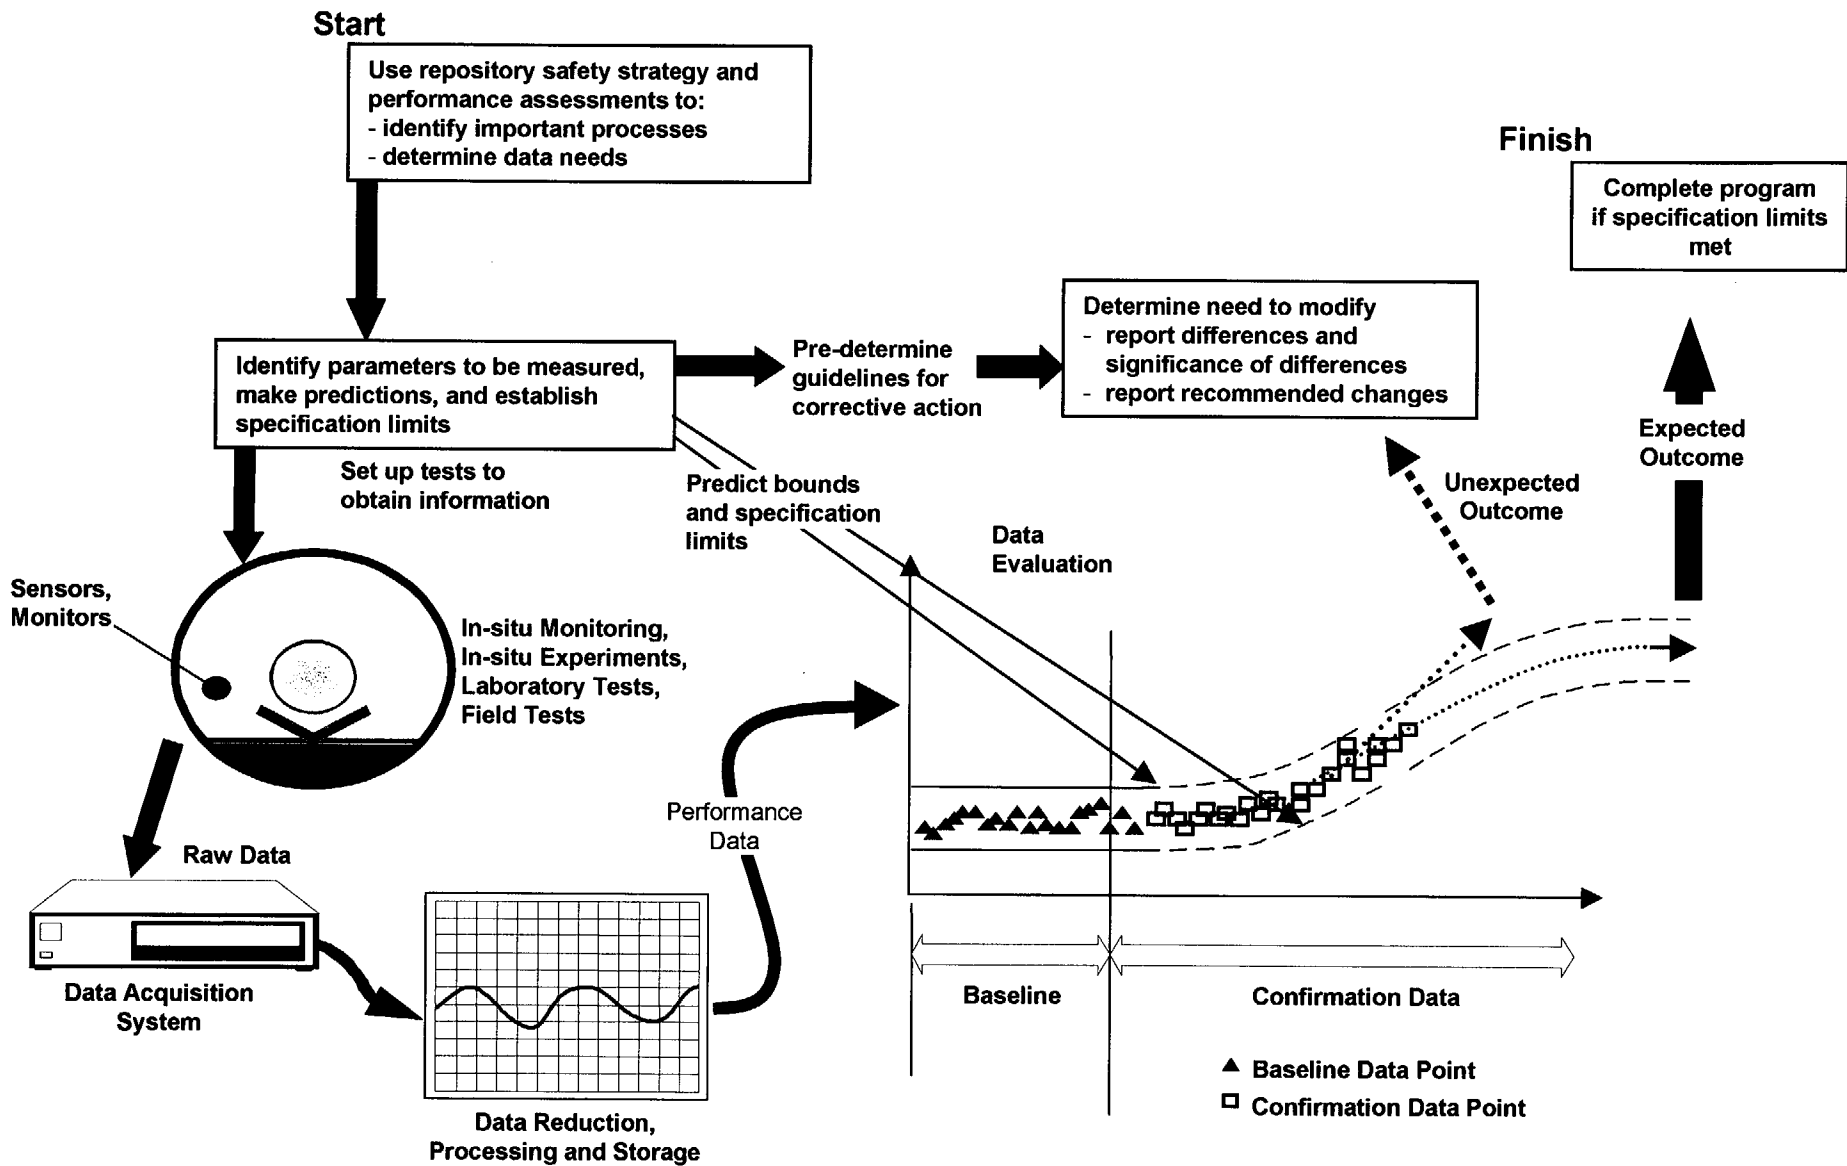 Start
Use repository safety strategy and
performance assessments to:
- identify important processes
- determine data needs
Finish
Complete program
if specification limits
met
Identify parameters to be measured,
make predictions, and establish
specification limits
Pre-determine
guidelines for
corrective action
Determine need to modify
- report differences and
significance of differences
- report recommended changes
Expected
Outcome
Unexpected
Outcome
Set up tests to
obtain information
Predict bounds
and specification
limits
Data
Evaluation
Sensors,
Monitors
In-situ Monitoring,
In-situ Experiments,
Laboratory Tests,
Field Tests
Performance
Data
Raw Data
Data Acquisition
System
Data Reduction,
Processing and Storage
Baseline
Confirmation Data
Baseline Data Point
Confirmation Data Point